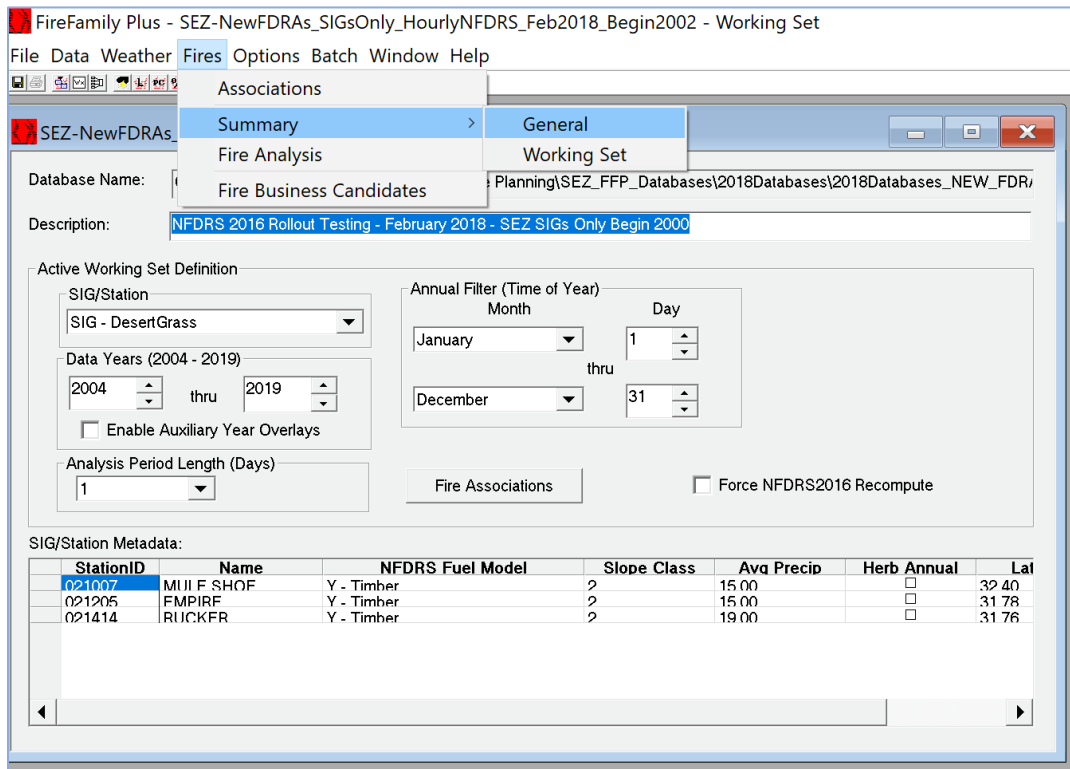 FireFamily Plus - SEZ-NewFDRAs_SIGsOnly_HourlyNFDRS_Feb2018_Begin2002 - Working Set
File Data Weather Fires Options Batch Window Help
Associations
Summary > General
Working Set
Fire Analysis
Fire Business Candidates
SEZ-NewFDRAs_
Database Name: Planning\SEZ_FFP_Databases\2018Databases\2018Databases_NEW_FDRA
Description: NFDRS 2016 Rollout Testing - February 2018 - SEZ SIGs Only Begin 2000
Active Working Set Definition
SIG/Station
SIG - DesertGrass
Annual Filter (Time of Year)
Month Day
January 1
thru
December 31
Data Years (2004 - 2019)
2004 thru 2019
Enable Auxiliary Year Overlays
Analysis Period Length (Days)
1
Fire Associations
Force NFDRS2016 Recompute
SIG/Station Metadata:
StationID Name NFDRS Fuel Model Slope Class Avg Precip Herb Annual Lat
021007 MULE SHOE Y - Timber 2 15.00 32.40
021205 EMPIRE Y - Timber 2 15.00 31.78
021414 RUCKER Y - Timber 2 19.00 31.76